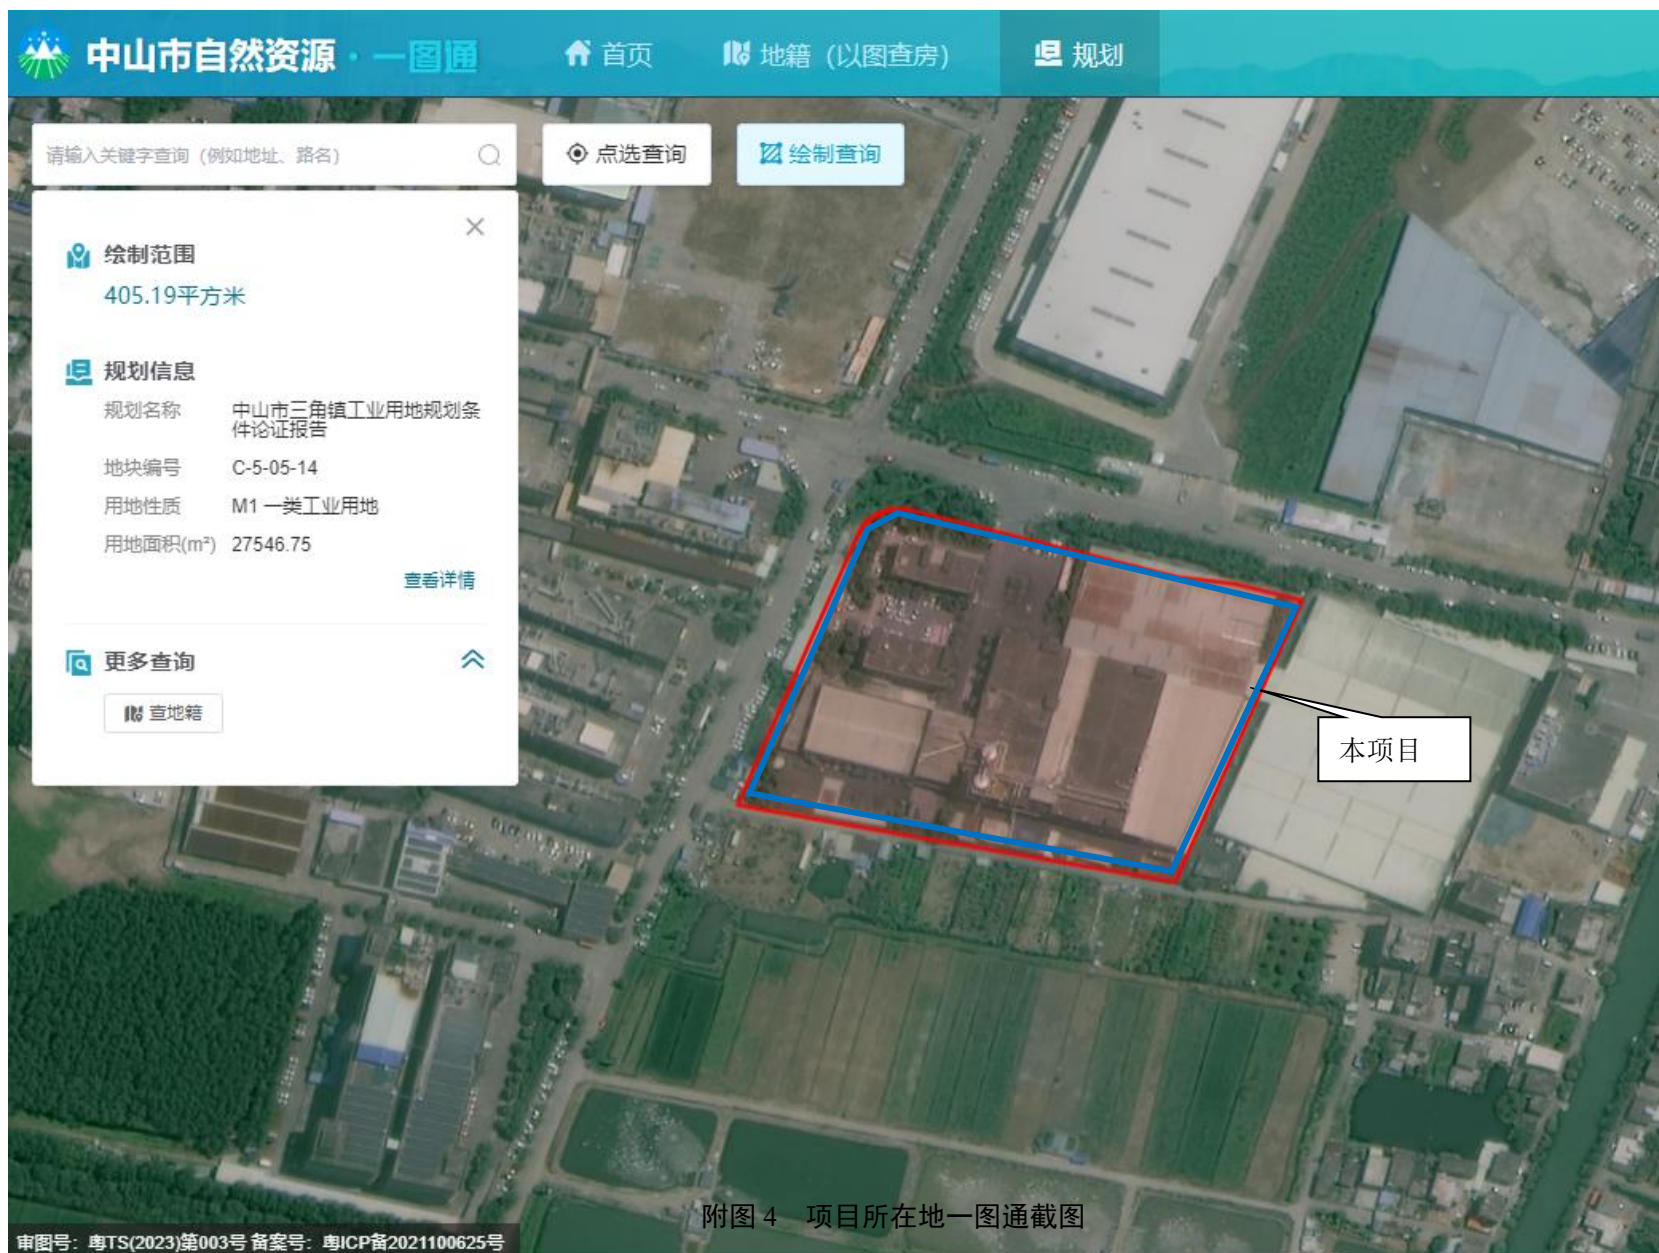 中山市自然资源·一图通
首页
地籍（以图查房）
规划
请输入关键字查询（例如地址、路名）
点选查询
绘制查询
绘制范围
405.19平方米
规划信息
规划名称 中山市三角镇工业用地规划条
件论证报告
地块编号 C-5-05-14
用地性质 M1 一类工业用地
用地面积(m²) 27546.75
查看详情
更多查询
查地籍
本项目
附图 4 项目所在地一图通截图
审图号：粤TS(2023)第003号 备案号：粤ICP备2021100625号